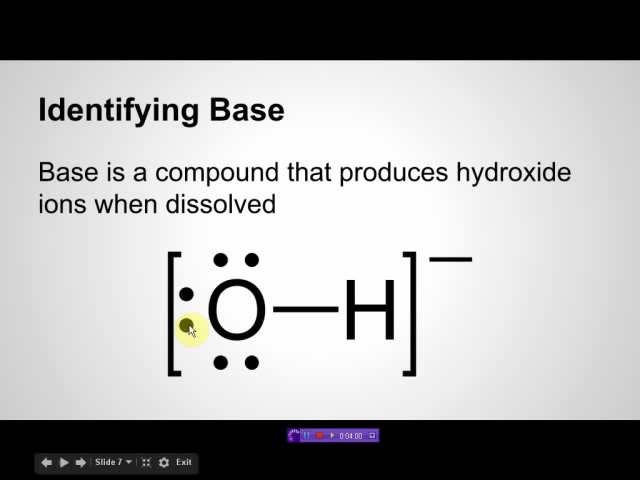 Identifying Base
Base is a compound that produces hydroxide
ions when dissolved
O H
0:04:00
Slide 7
Exit